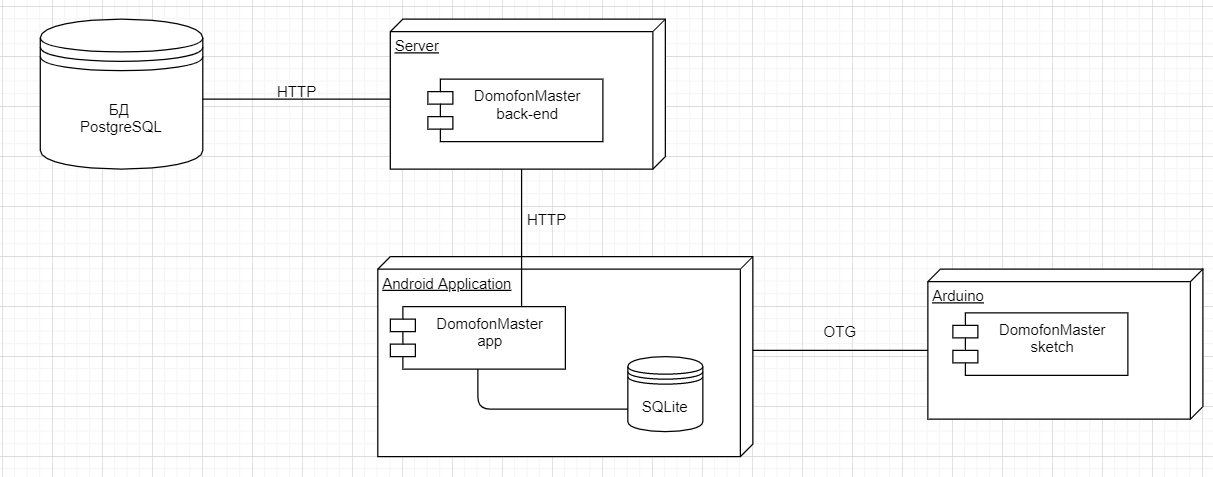 Server
DomofonMaster
back-end
HTTP
БД
PostgreSQL
HTTP
Android Application
DomofonMaster
app
SQLite
OTG
Arduino
DomofonMaster
sketch